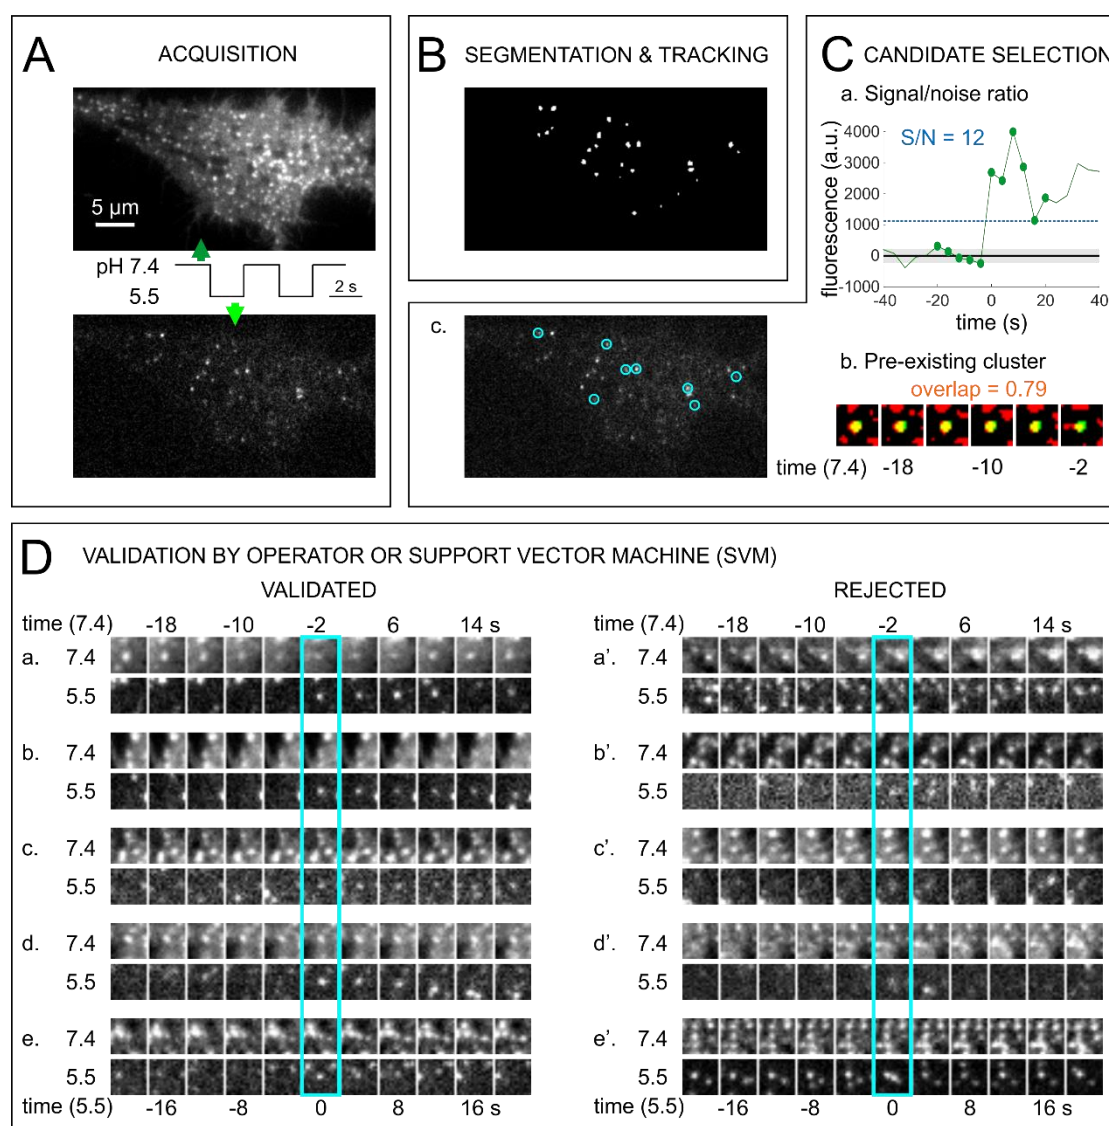 A ACQUISITION
5 µm
pH 7.4
5.5
2 s
B SEGMENTATION & TRACKING
C CANDIDATE SELECTION
a. Signal/noise ratio
S/N = 12
fluorescence (a.u.)
4000
3000
2000
1000
0
-1000
-40 -20 0 20 40
time (s)
b. Pre-existing cluster
overlap = 0.79
time (7.4) -18 -10 -2
c.
D VALIDATION BY OPERATOR OR SUPPORT VECTOR MACHINE (SVM)
VALIDATED
time (7.4) -18 -10 -2 6 14 s
a. 7.4
5.5
b. 7.4
5.5
c. 7.4
5.5
d. 7.4
5.5
e. 7.4
5.5
time (5.5) -16 -8 0 8 16 s
REJECTED
time (7.4) -18 -10 -2 6 14 s
a'. 7.4
5.5
b'. 7.4
5.5
c'. 7.4
5.5
d'. 7.4
5.5
e'. 7.4
5.5
time (5.5) -16 -8 0 8 16 s